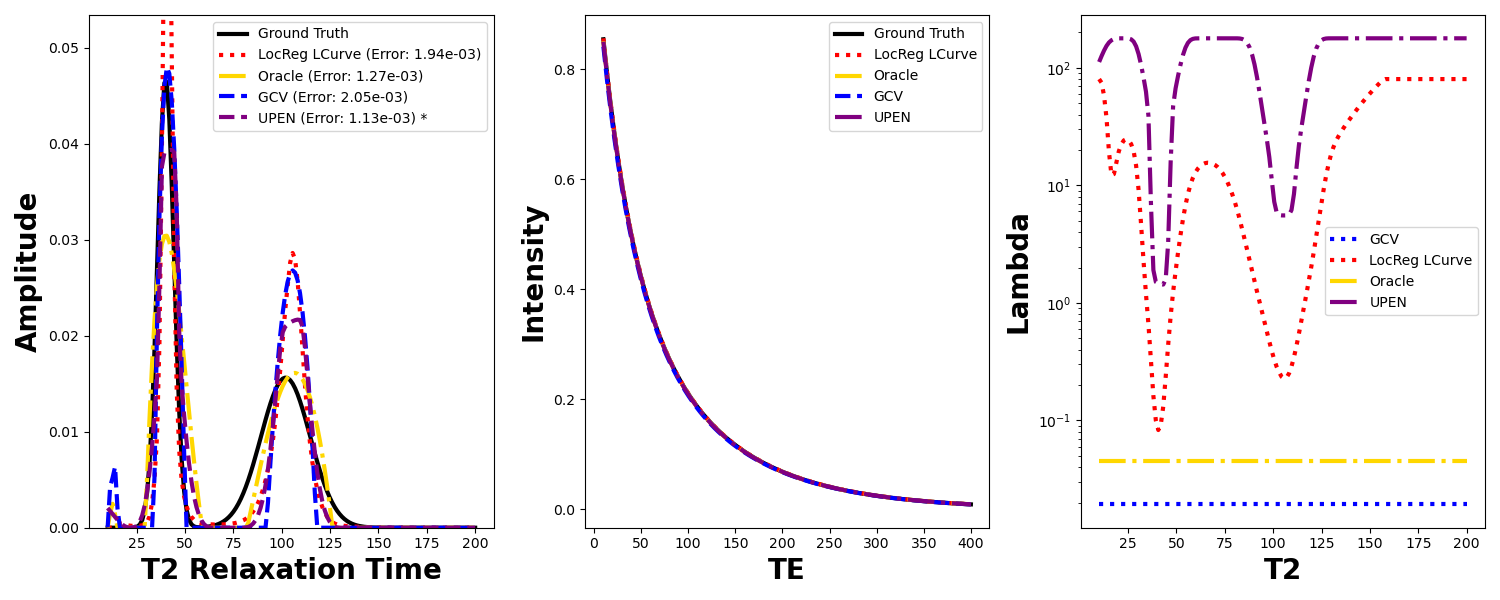 Amplitude
0.05
0.04
0.03
0.02
0.01
0.00
Ground Truth
LocReg LCurve (Error: 1.94e-03)
Oracle (Error: 1.27e-03)
GCV (Error: 2.05e-03)
UPEN (Error: 1.13e-03) *
25 50 75 100 125 150 175 200
T2 Relaxation Time
Intensity
0.8
0.6
0.4
0.2
0.0
Ground Truth
LocReg LCurve
Oracle
GCV
UPEN
0 50 100 150 200 250 300 350 400
TE
Lambda
10²
10¹
10⁰
10⁻¹
GCV
LocReg LCurve
Oracle
UPEN
25 50 75 100 125 150 175 200
T2